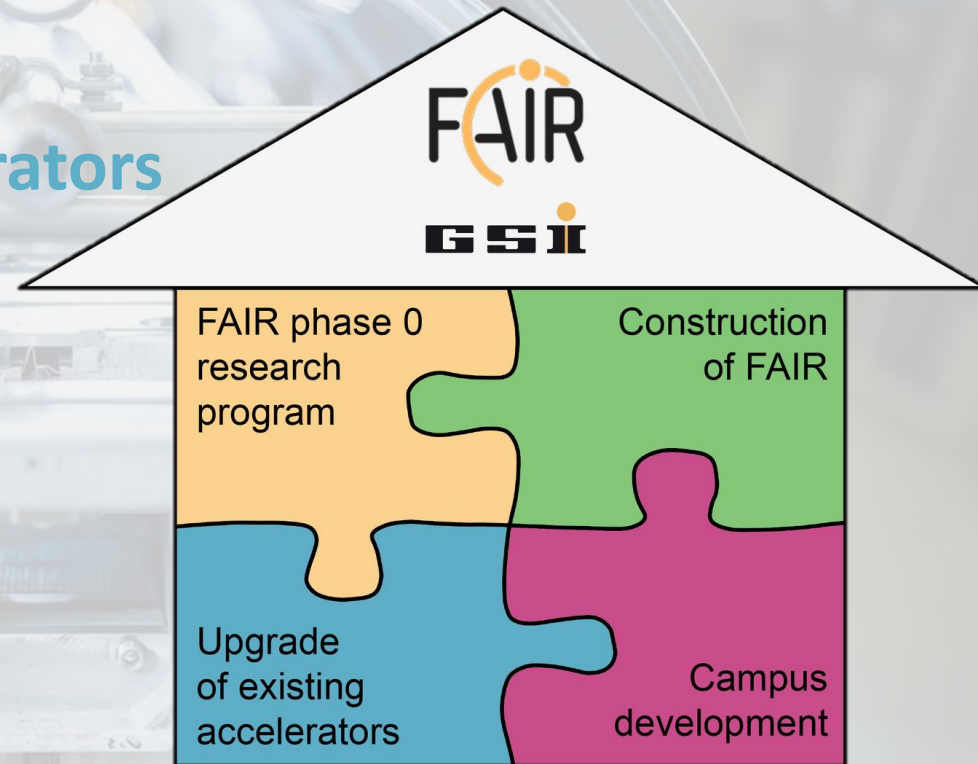 FAIR
rators
GSI
FAIR phase 0
research
program
Construction
of FAIR
Upgrade
of existing
accelerators
Campus
development